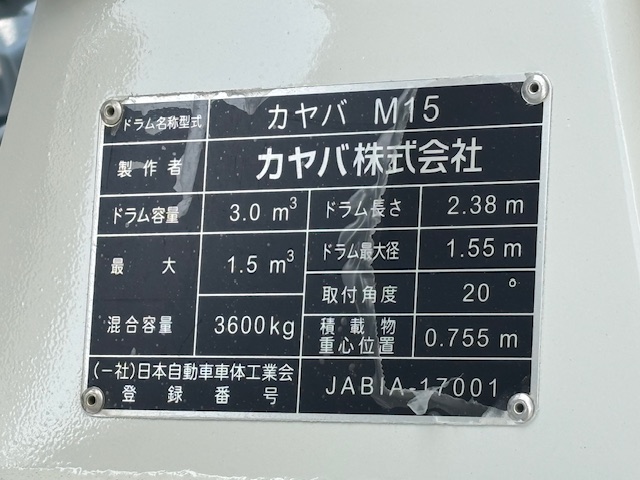 ドラム名称型式 カヤバ M15
製作者 カヤバ株式会社
ドラム容量 3.0 m³ ドラム長さ 2.38 m
最大 1.5 m³ ドラム最大径 1.55 m
取付角度 20°
混合容量 3600kg 積載物重心位置 0.755 m
(一社)日本自動車車体工業会
登録番号 JABIA-17001